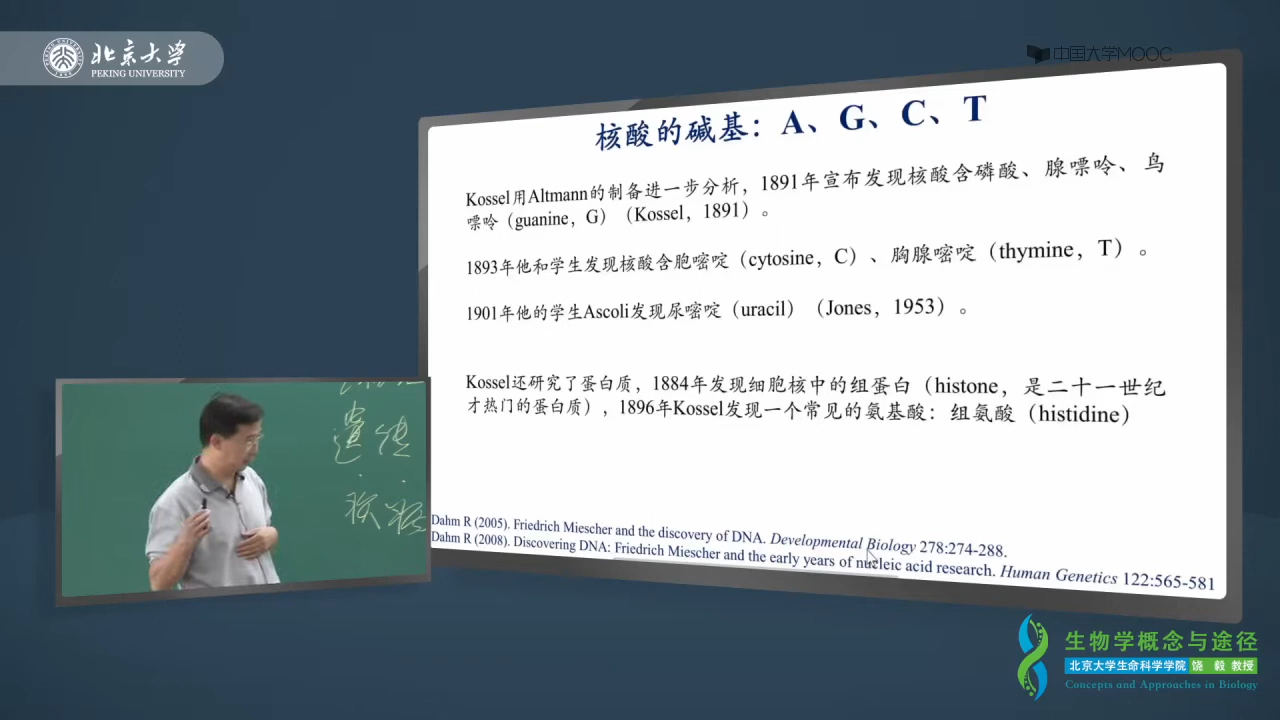 北京大学
PEKING UNIVERSITY
中国大学MOOC
核酸的碱基：A、G、C、T
Kossel用Altmann的制备进一步分析，1891年宣布发现核酸含磷酸、腺嘌呤、鸟
嘌呤（guanine，G）（Kossel，1891）。
1893年他和学生发现核酸含胞嘧啶（cytosine，C）、胸腺嘧啶（thymine，T）。
1901年他的学生Ascoli发现尿嘧啶（uracil）（Jones，1953）。
Kossel还研究了蛋白质，1884年发现细胞核中的组蛋白（histone，是二十一世纪
才热门的蛋白质），1896年Kossel发现一个常见的氨基酸：组氨酸（histidine）
Dahm R (2005). Friedrich Miescher and the discovery of DNA. Developmental Biology 278:274-288.
Dahm R (2008). Discovering DNA: Friedrich Miescher and the early years of nucleic acid research. Human Genetics 122:565-581
遗传
生物学概念与途径
北京大学生命科学学院 饶 毅 教授
Concepts and Approaches in Biology